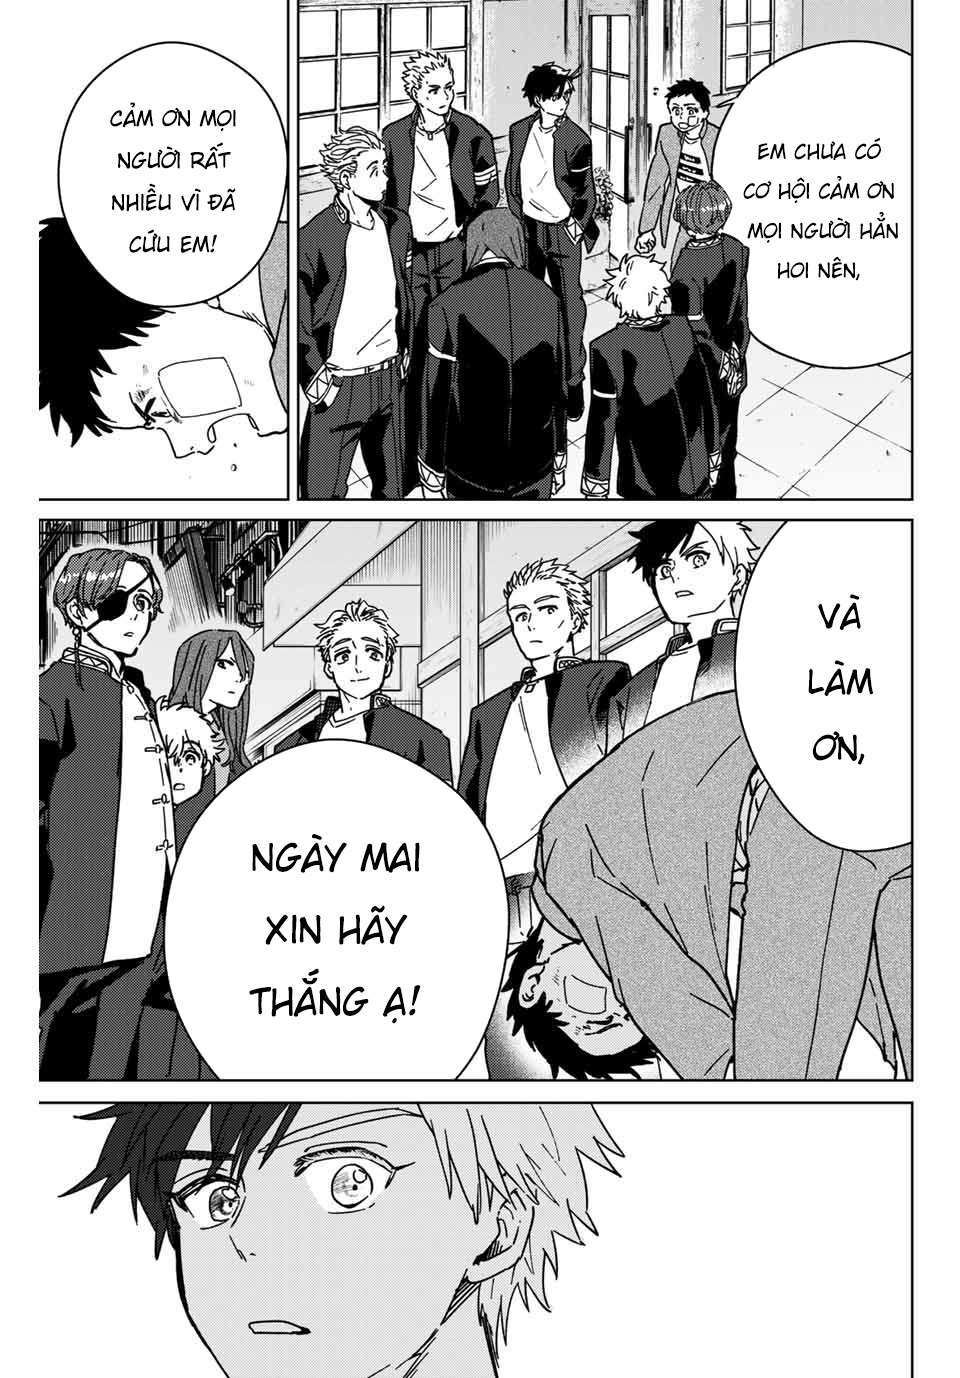 EM CHƯA CÓ
CƠ HỘI CẢM ƠN
MỌI NGƯỜI HẲN
HOI NÊN,
CẢM ƠN MỌI
NGƯỜI RẤT
NHIỀU VÌ ĐÃ
CỨU EM!
VÀ
LÀM
ƠN,
NGÀY MAI
XIN HÃY
THẮNG Ạ!